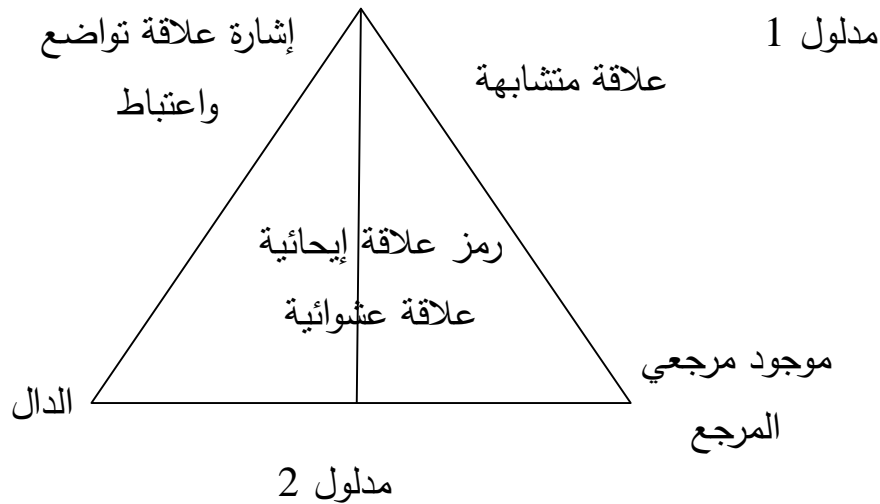 مدلول 1
إشارة علاقة تواضع
واعتباط
علاقة متشابهة
رمز علاقة إيحائية
علاقة عشوائية
موجود مرجعي
المرجع
الدال
مدلول 2